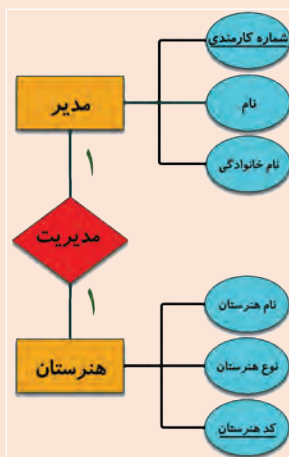 شماره کارمندی
مدیر
نام
نام خانوادگی
۱
مدیریت
۱
نام هنرستان
هنرستان
نوع هنرستان
کد هنرستان